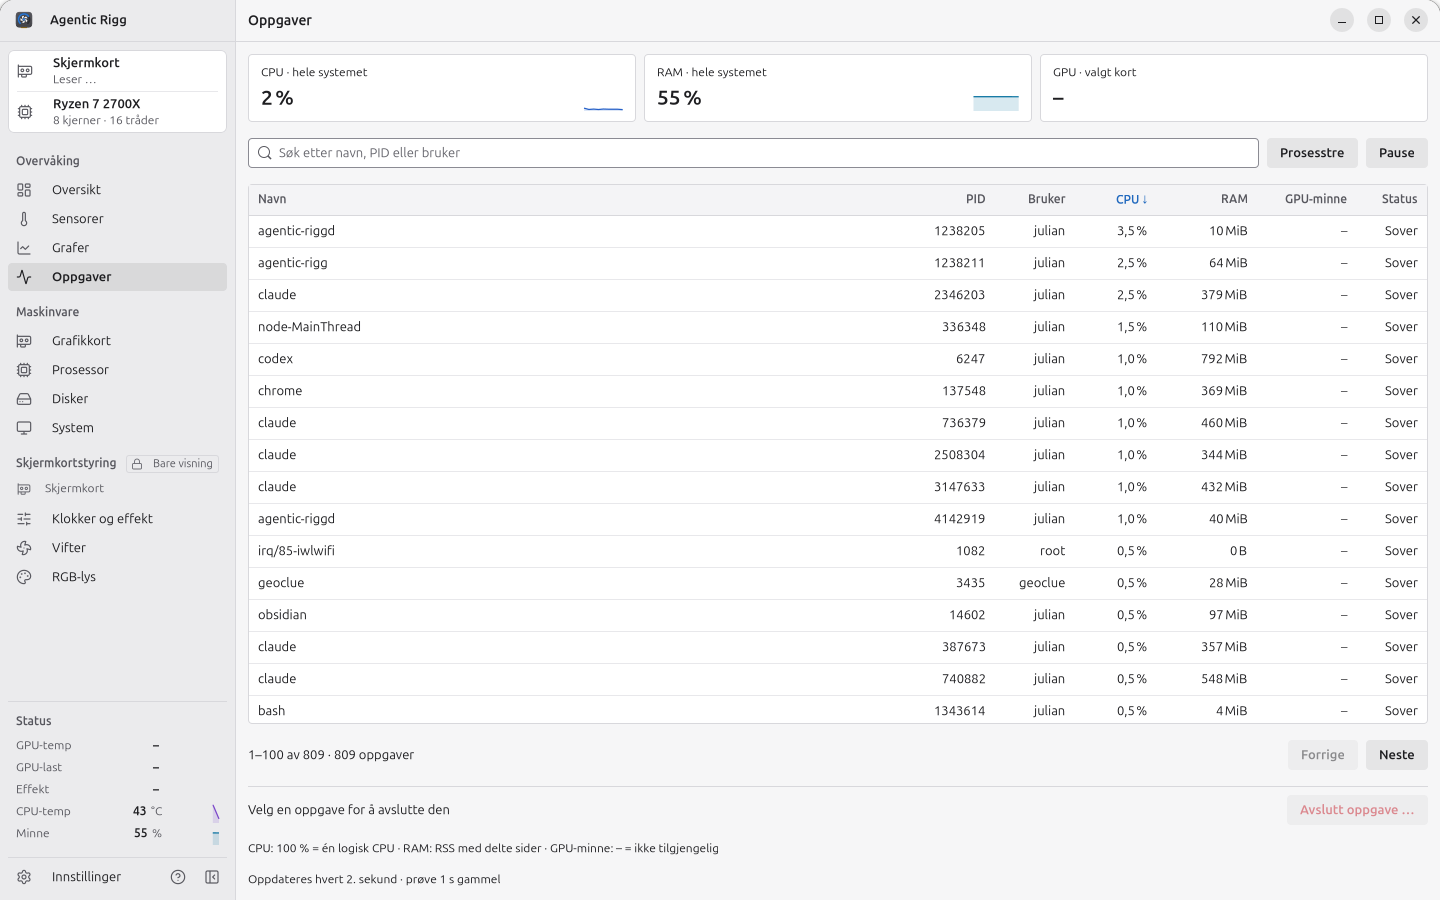 Agentic Rigg
Skjermkort
Leser …
Ryzen 7 2700X
8 kjerner · 16 tråder
Overvåking
Oversikt
Sensorer
Grafer
Oppgaver
Maskinvare
Grafikkort
Prosessor
Disker
System
Skjermkortstyring Bare visning
Skjermkort
Klokker og effekt
Vifter
RGB-lys
Status
GPU-temp –
GPU-last –
Effekt –
CPU-temp 43 °C
Minne 55 %
Innstillinger
Oppgaver
CPU · hele systemet
2 %
RAM · hele systemet
55 %
GPU · valgt kort
–
Søk etter navn, PID eller bruker Prosesstre Pause
Navn PID Bruker CPU ↓ RAM GPU-minne Status
agentic-riggd 1238205 julian 3,5 % 10 MiB – Sover
agentic-rigg 1238211 julian 2,5 % 64 MiB – Sover
claude 2346203 julian 2,5 % 379 MiB – Sover
node-MainThread 336348 julian 1,5 % 110 MiB – Sover
codex 6247 julian 1,0 % 792 MiB – Sover
chrome 137548 julian 1,0 % 369 MiB – Sover
claude 736379 julian 1,0 % 460 MiB – Sover
claude 2508304 julian 1,0 % 344 MiB – Sover
claude 3147633 julian 1,0 % 432 MiB – Sover
agentic-riggd 4142919 julian 1,0 % 40 MiB – Sover
irq/85-iwlwifi 1082 root 0,5 % 0 B – Sover
geoclue 3435 geoclue 0,5 % 28 MiB – Sover
obsidian 14602 julian 0,5 % 97 MiB – Sover
claude 387673 julian 0,5 % 357 MiB – Sover
claude 740882 julian 0,5 % 548 MiB – Sover
bash 1343614 julian 0,5 % 4 MiB – Sover
1–100 av 809 · 809 oppgaver Forrige Neste
Velg en oppgave for å avslutte den Avslutt oppgave …
CPU: 100 % = én logisk CPU · RAM: RSS med delte sider · GPU-minne: – = ikke tilgjengelig
Oppdateres hvert 2. sekund · prøve 1 s gammel